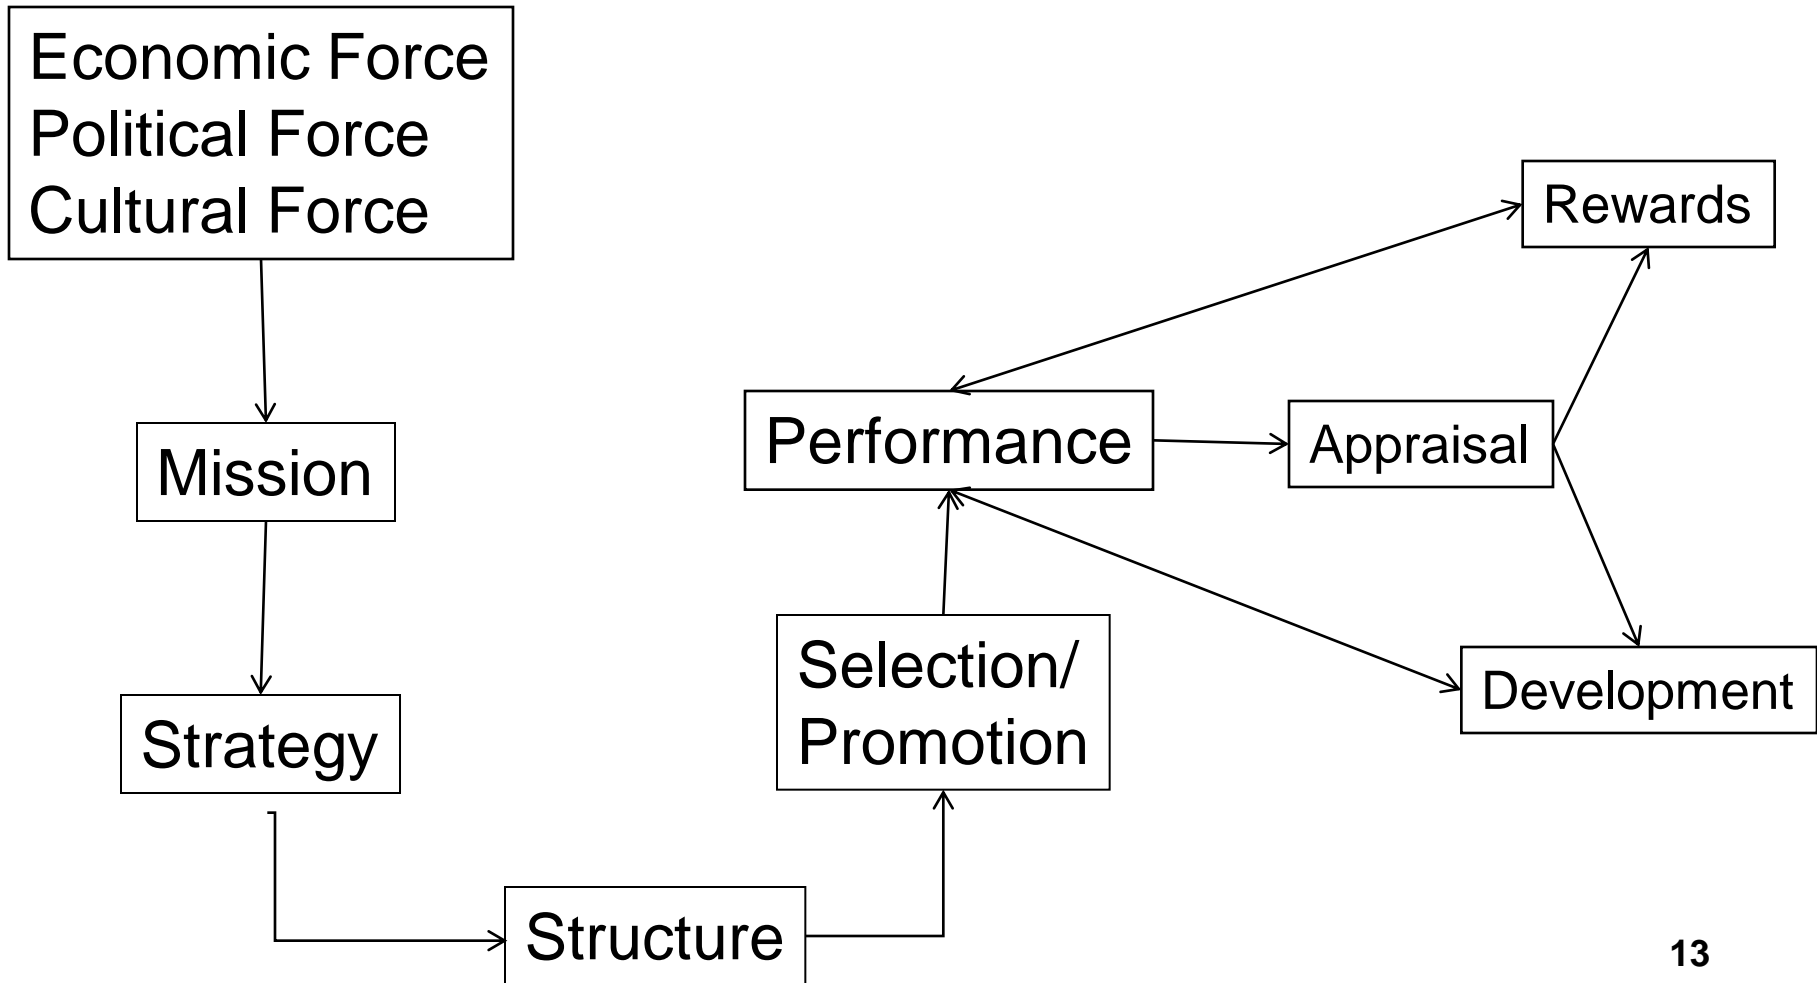 Economic Force
Political Force
Cultural Force
Mission
Strategy
Structure
Selection/
Promotion
Performance
Appraisal
Rewards
Development
13